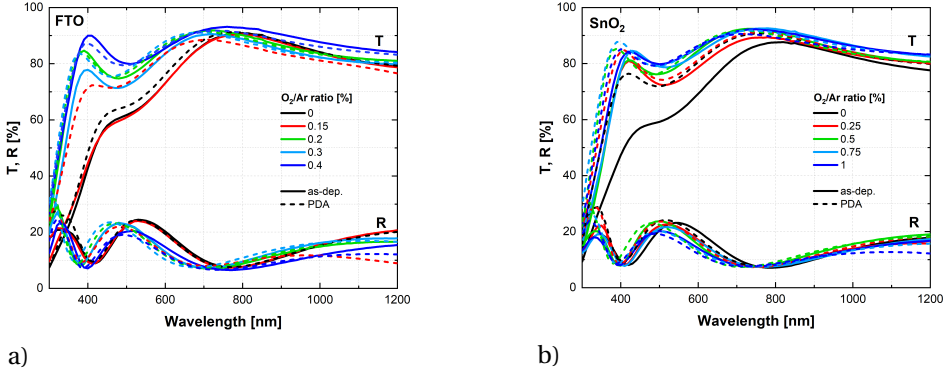 FTO
T
O2/Ar ratio [%]
0
0.15
0.2
0.3
0.4
as-dep.
PDA
R
T, R [%]
100
80
60
40
20
0
400 600 800 1000 1200
Wavelength [nm]
a)
SnO2
T
O2/Ar ratio [%]
0
0.25
0.5
0.75
1
as-dep.
PDA
R
T, R [%]
100
80
60
40
20
0
400 600 800 1000 1200
Wavelength [nm]
b)